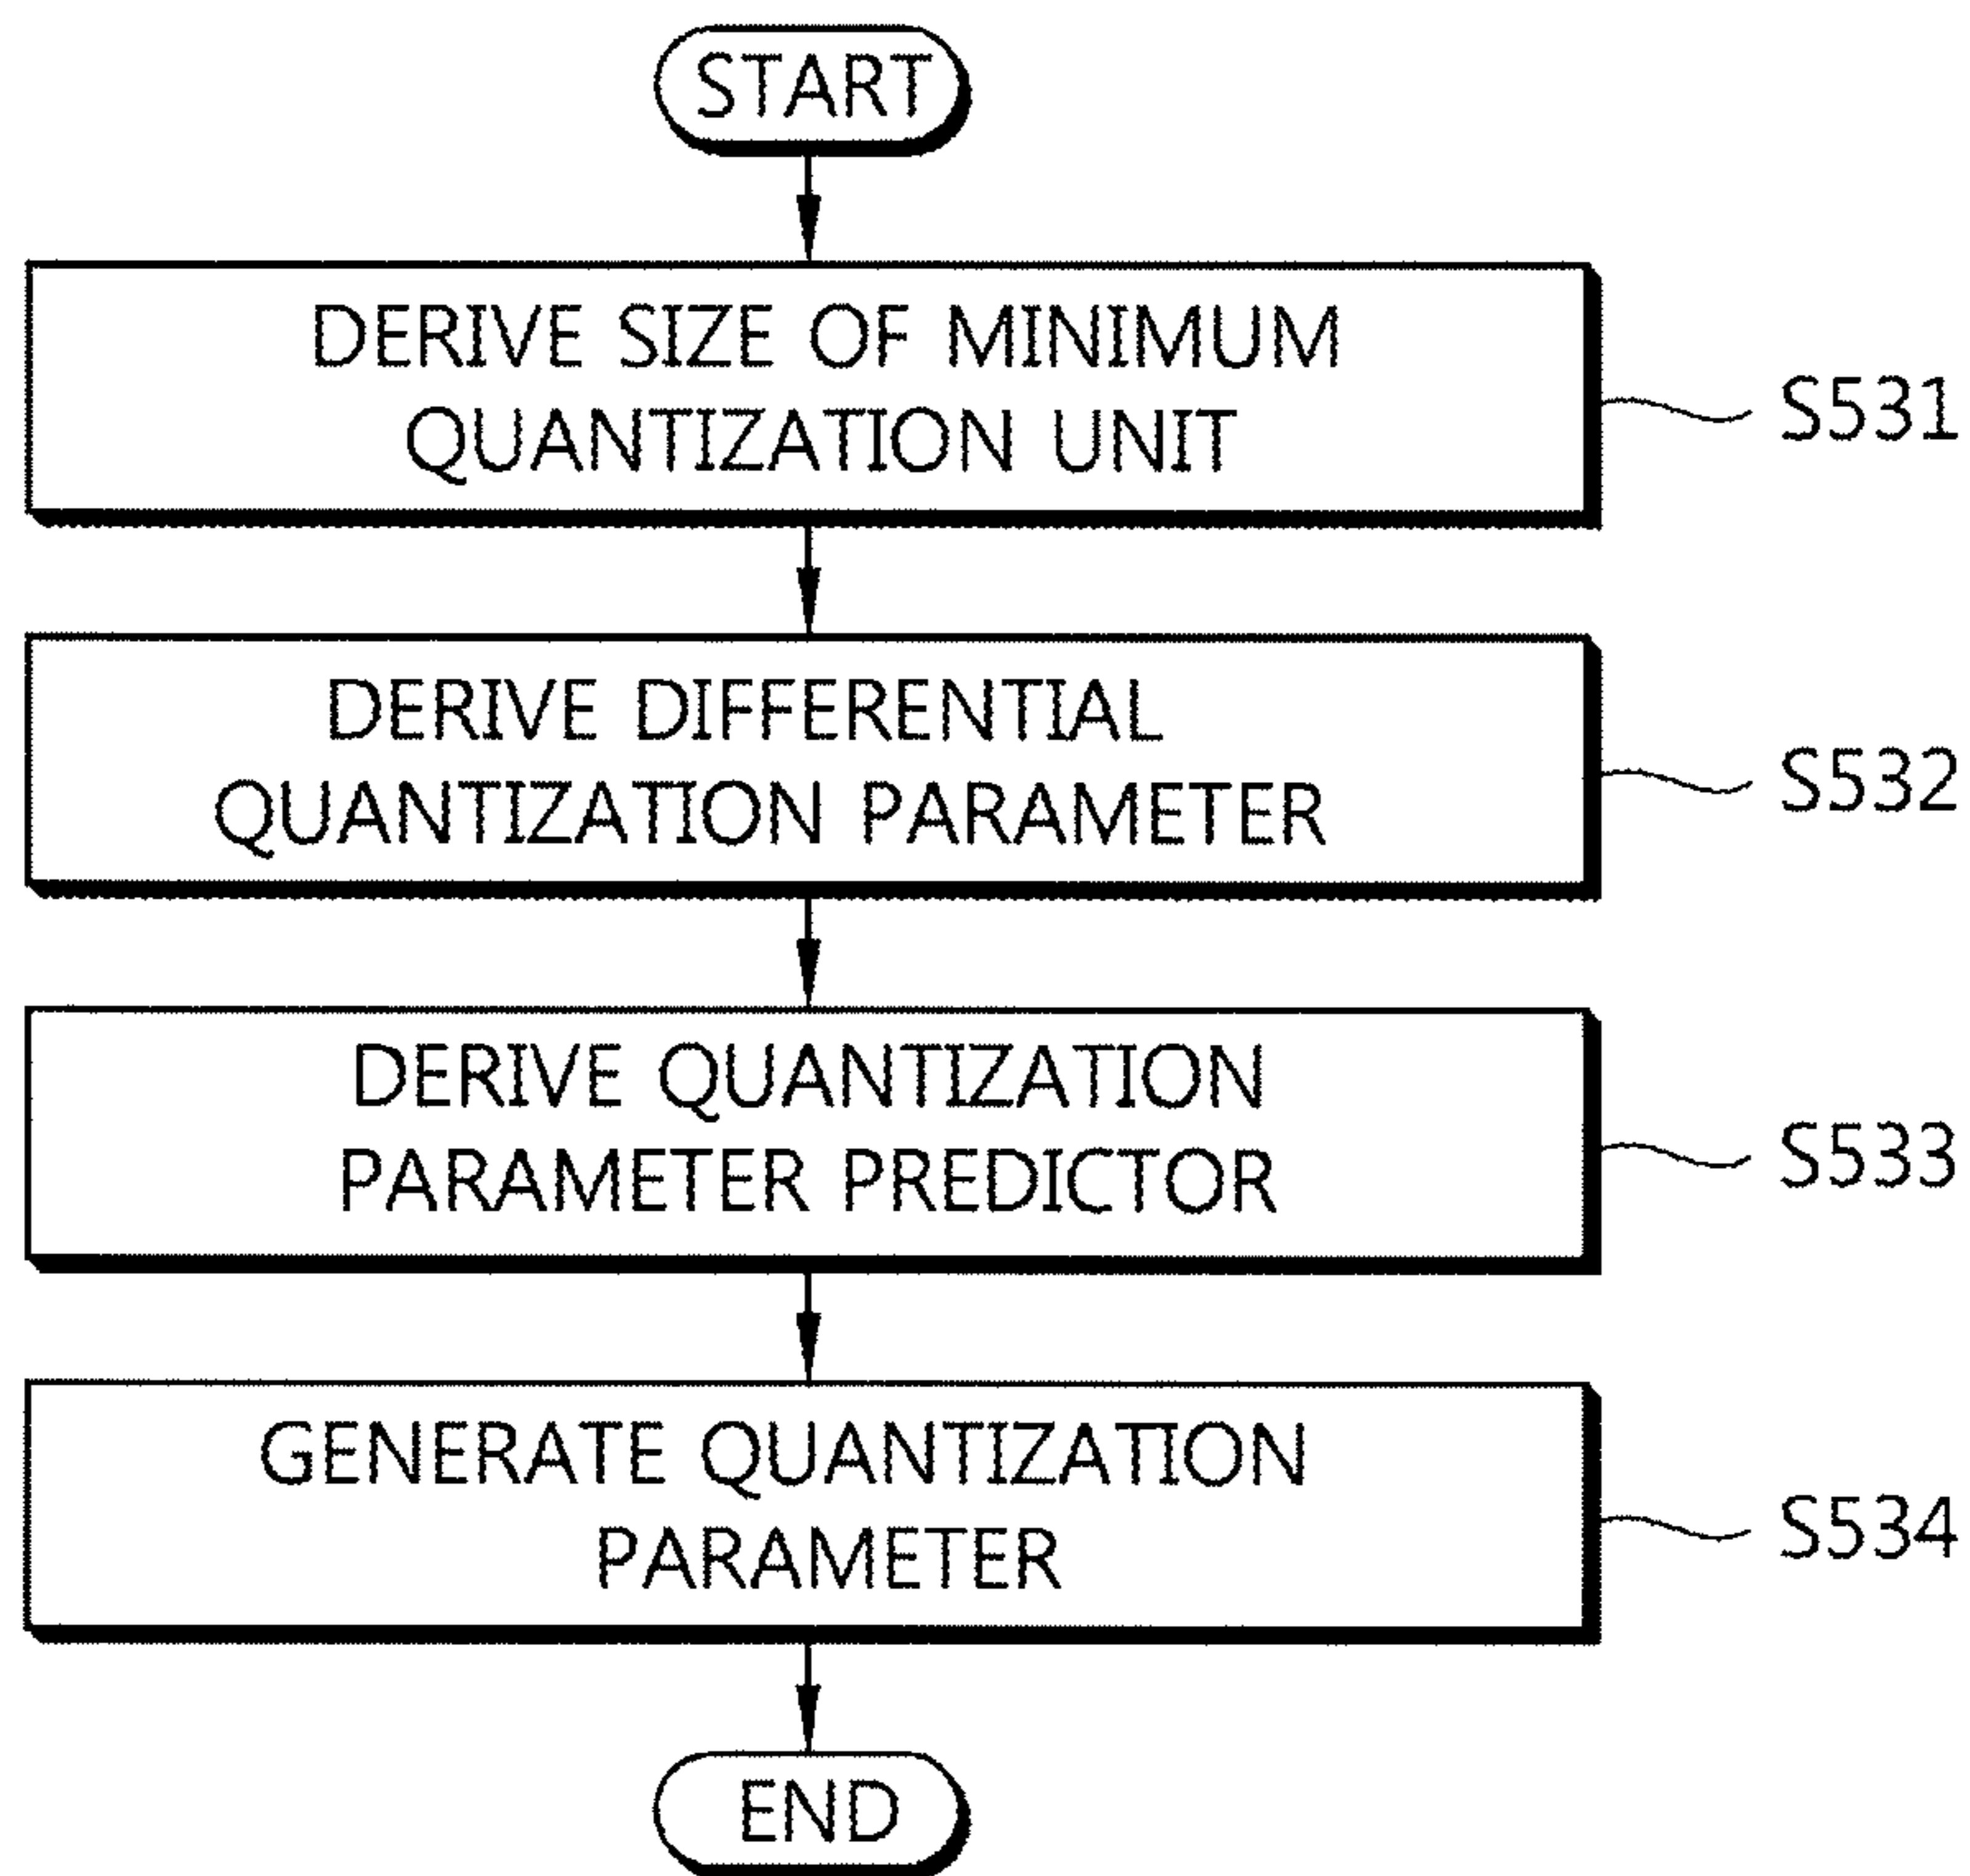 START
DERIVE SIZE OF MINIMUM
QUANTIZATION UNIT
S531
DERIVE DIFFERENTIAL
QUANTIZATION PARAMETER
S532
DERIVE QUANTIZATION
PARAMETER PREDICTOR
S533
GENERATE QUANTIZATION
PARAMETER
S534
END